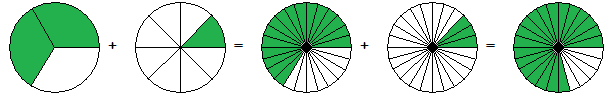 + = + =